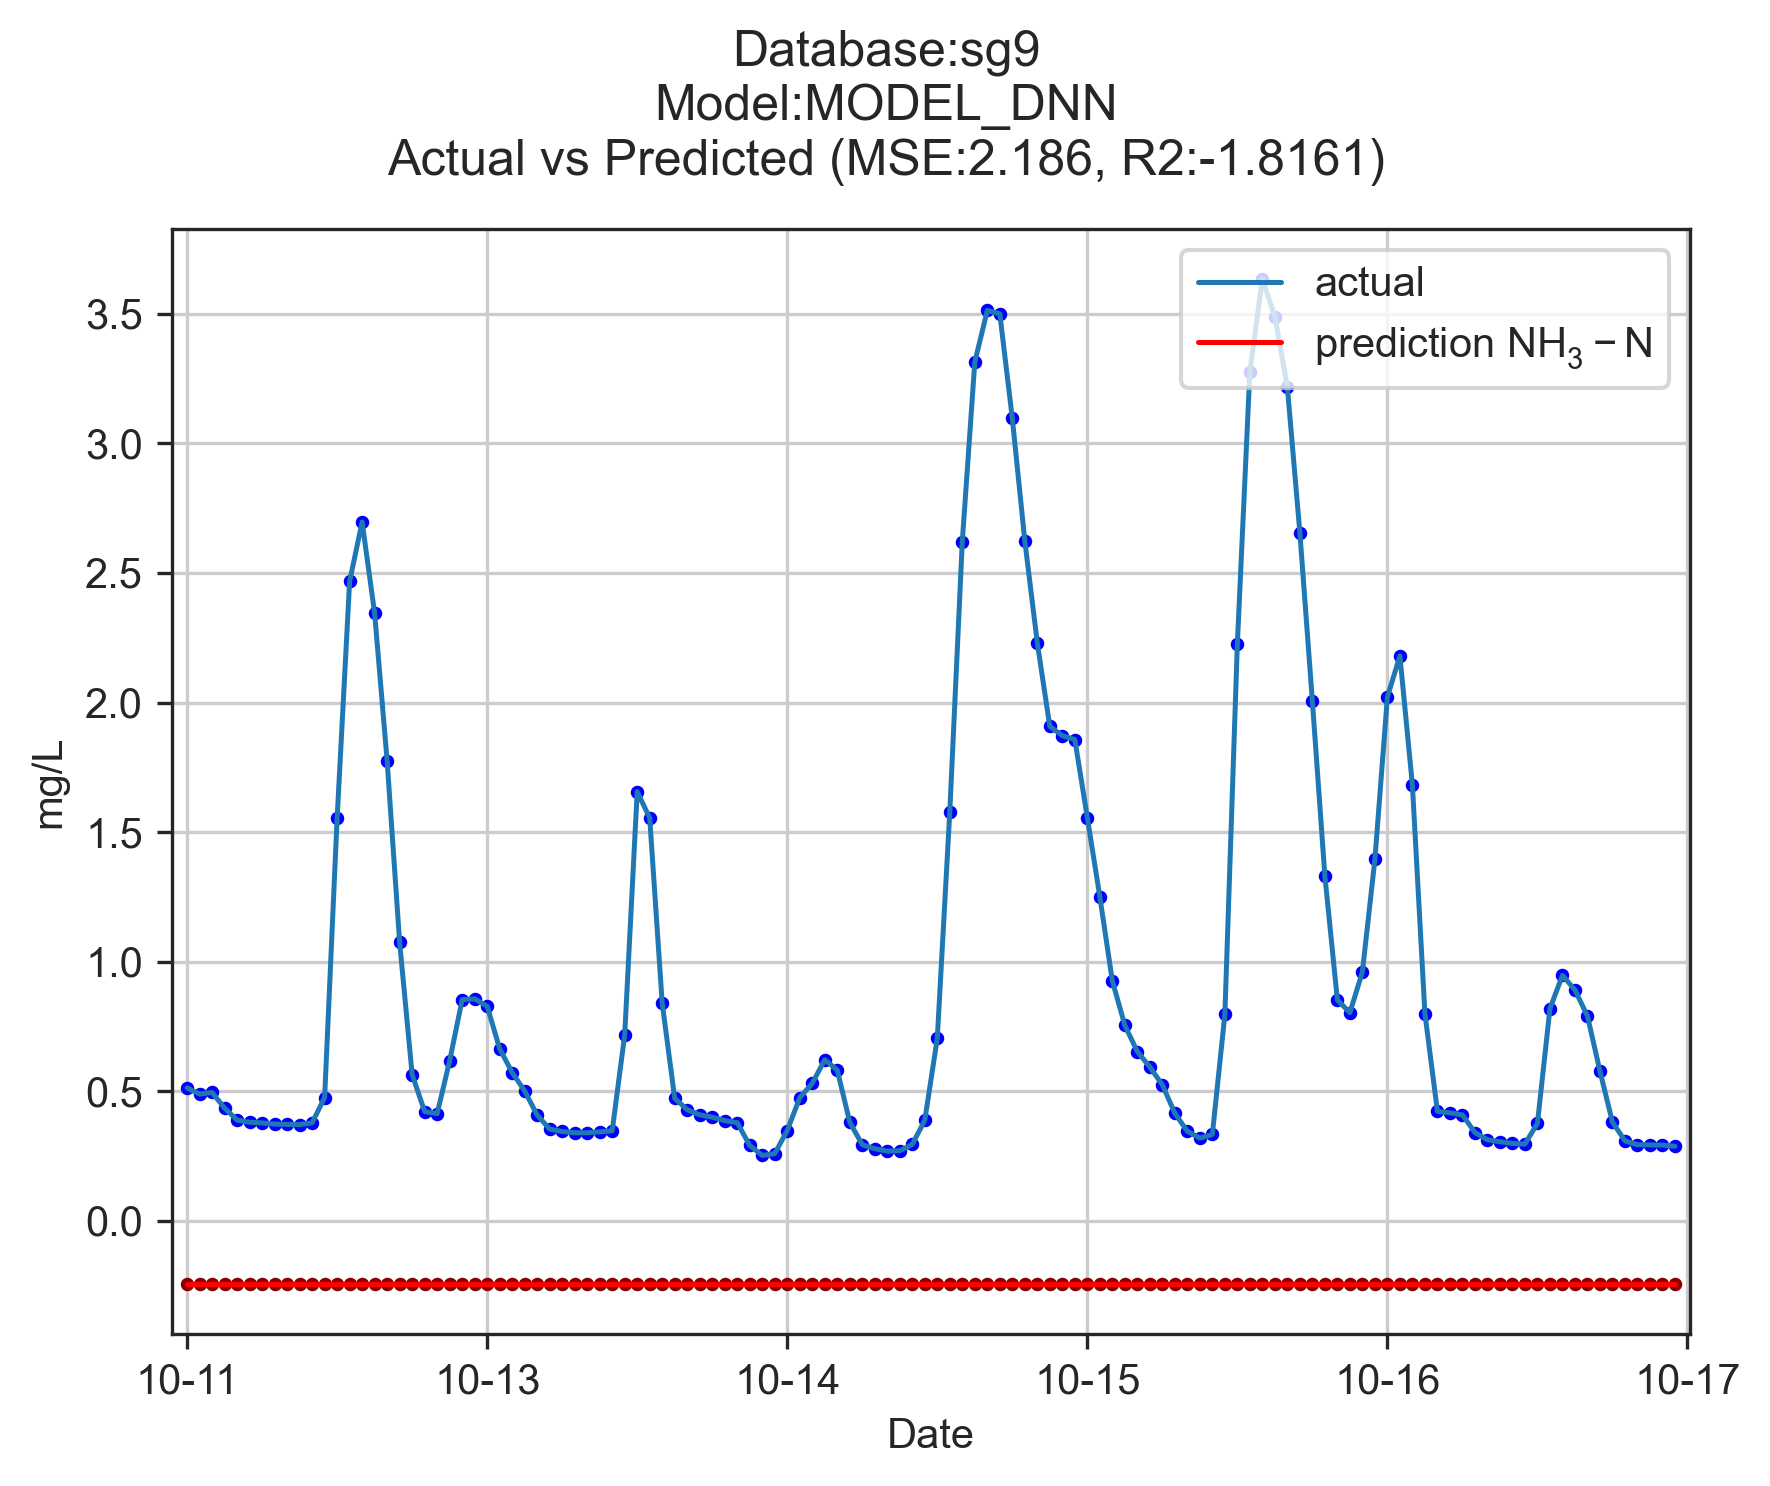 Database:sg9
Model:MODEL_DNN
Actual vs Predicted (MSE:2.186, R2:-1.8161)
actual
prediction NH₃ − N
3.5
3.0
2.5
2.0
1.5
1.0
0.5
0.0
mg/L
10-11 10-13 10-14 10-15 10-16 10-17
Date